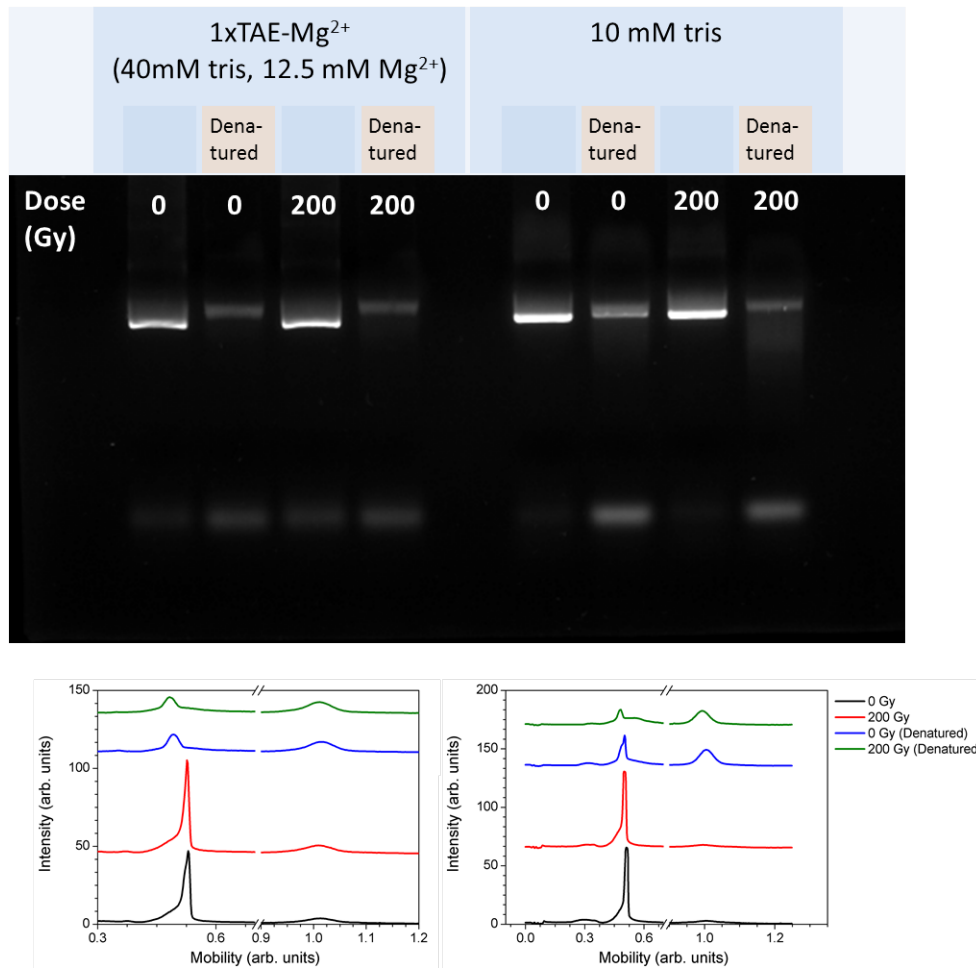 1xTAE-Mg²⁺
(40mM tris, 12.5 mM Mg²⁺)
10 mM tris
Dena-
tured
Dena-
tured
Dena-
tured
Dena-
tured
Dose
(Gy)
0 0 200 200 0 0 200 200
150
100
50
0
Intensity (arb. units)
0.3 0.6 0.9 1.0 1.1 1.2
Mobility (arb. units)
200
150
100
50
0
Intensity (arb. units)
0.0 0.3 0.6 1.0 1.2
Mobility (arb. units)
0 Gy
200 Gy
0 Gy (Denatured)
200 Gy (Denatured